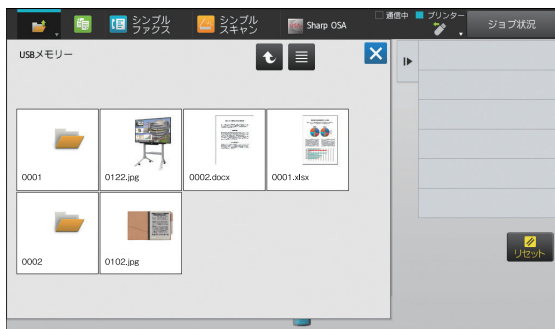 シンプル
ファクス
シンプル
スキャン
Sharp OSA
通信中
プリンター
ジョブ状況
USBメモリー
0001
0122.jpg
0002.docx
0001.xlsx
0002
0102.jpg
リセット